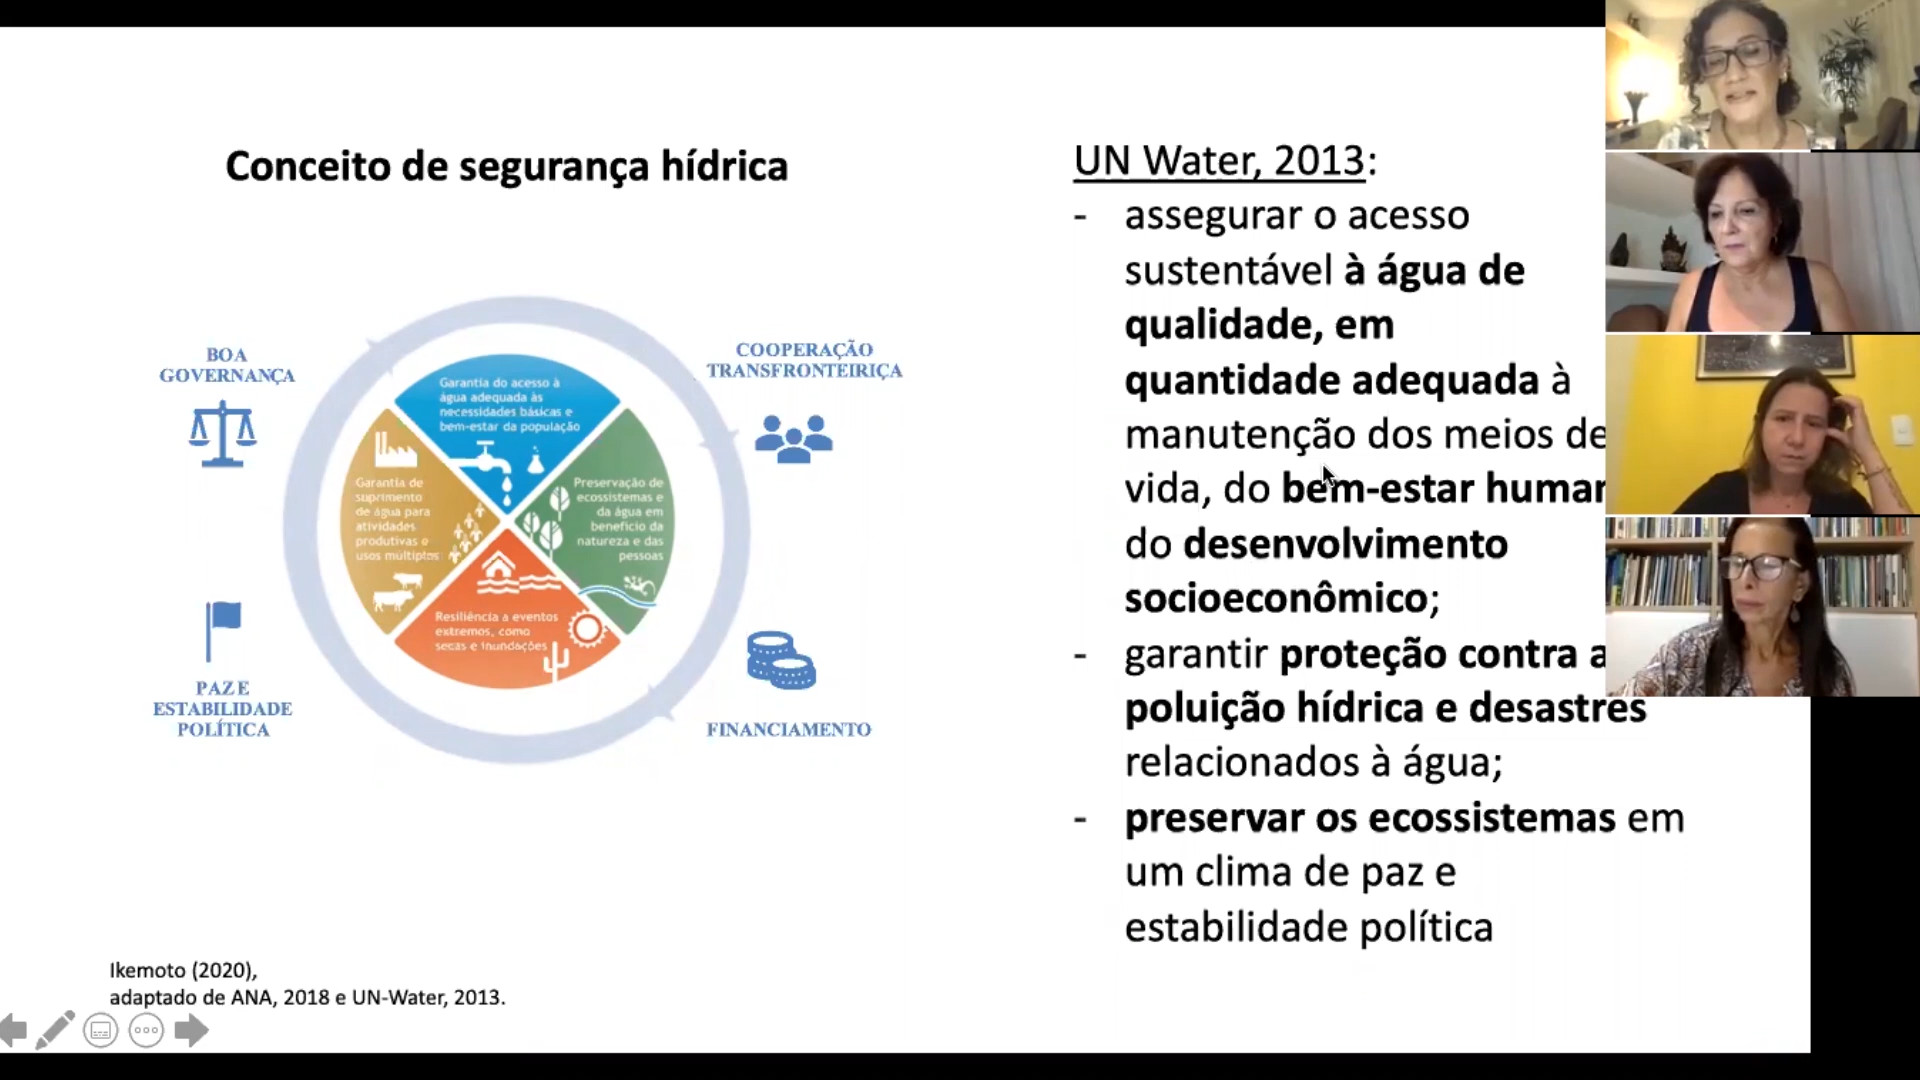 Conceito de segurança hídrica
BOA
GOVERNANÇA
COOPERAÇÃO
TRANSFRONTEIRIÇA
Garantia do acesso à
água adequada às
necessidades básicas e
bem-estar da população
Garantia de
suprimento
de água para
atividades
produtivas e
usos múltiplos
Preservação de
ecossistemas e
da água em
benefício da
natureza e das
pessoas
Resiliência a eventos
extremos, como
secas e inundações
PAZ E
ESTABILIDADE
POLÍTICA
FINANCIAMENTO
Ikemoto (2020),
adaptado de ANA, 2018 e UN-Water, 2013.
UN Water, 2013:
- assegurar o acesso
sustentável à água de
qualidade, em
quantidade adequada à
manutenção dos meios de
vida, do bem-estar
do desenvolvimento
socioeconômico;
- garantir proteção contra a
poluição hídrica e desastres
relacionados à água;
- preservar os ecossistemas em
um clima de paz e
estabilidade política